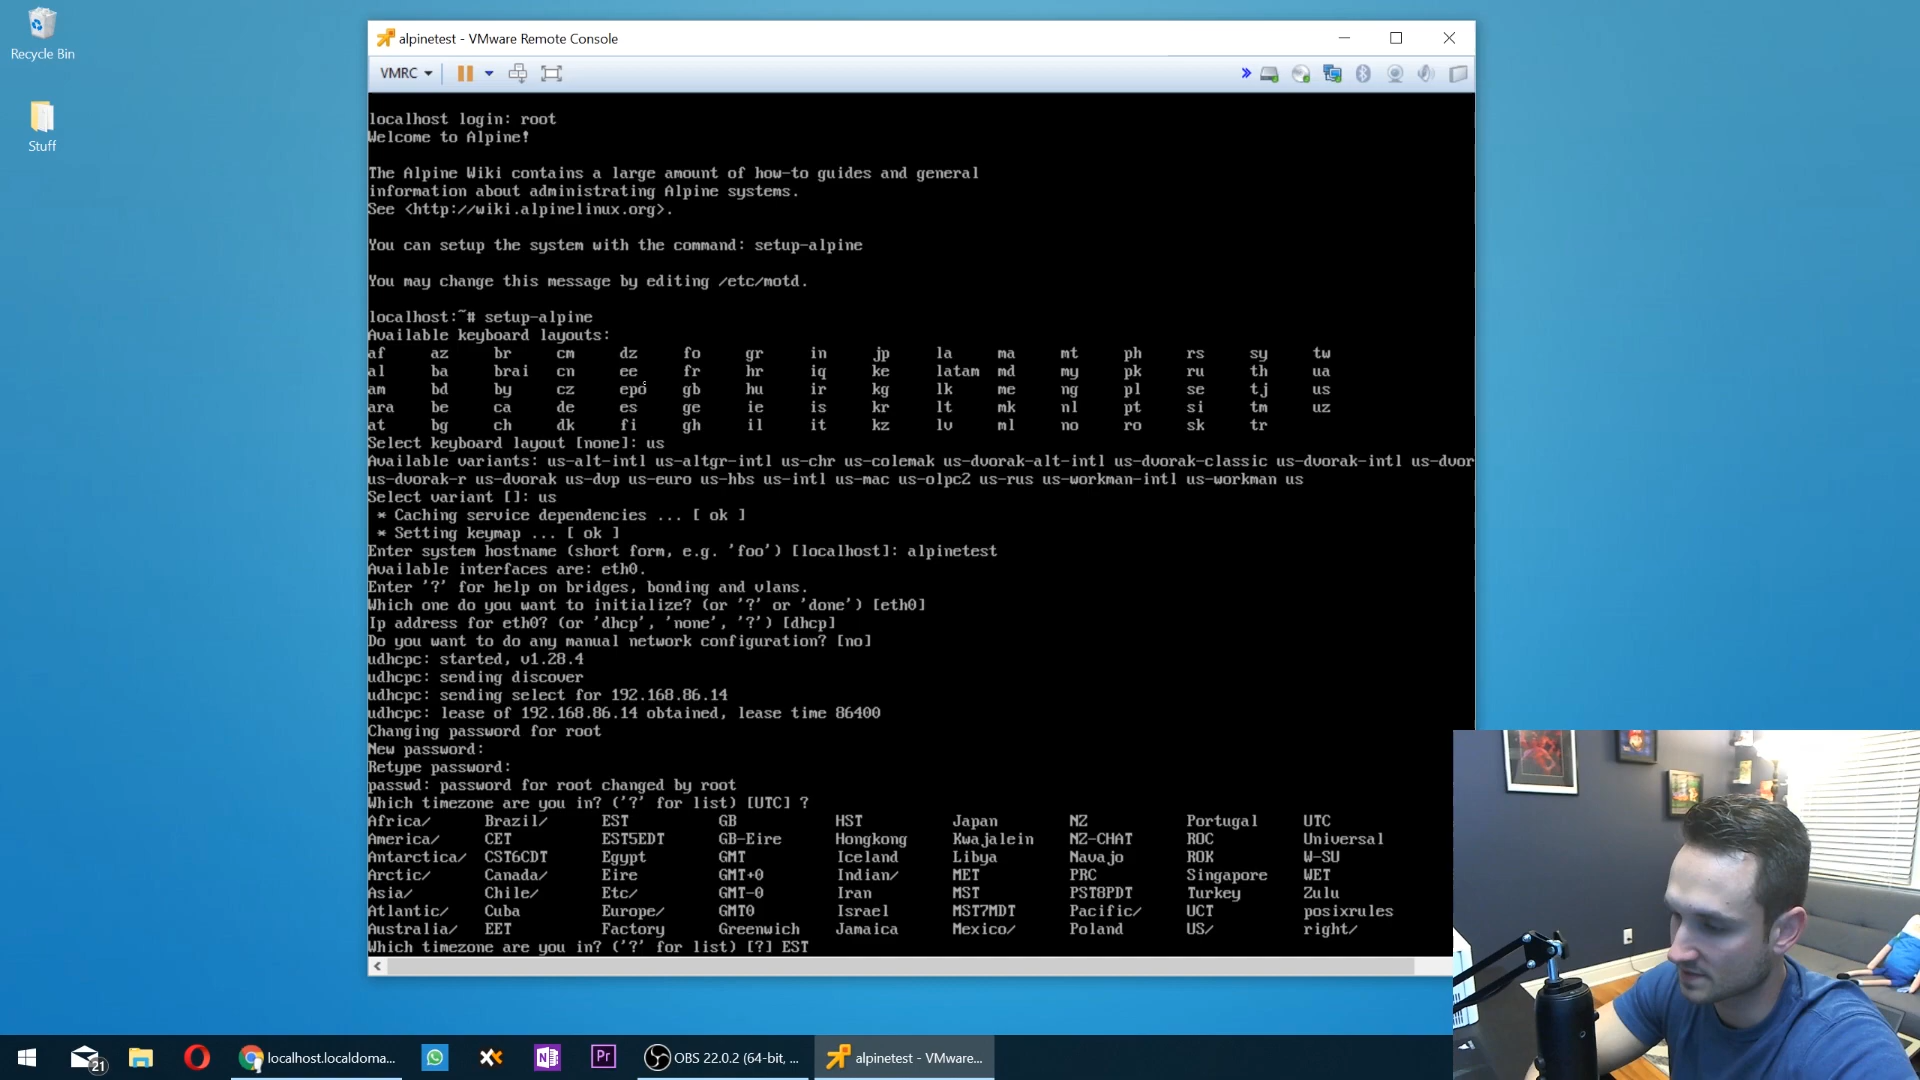 Recycle Bin
Stuff
alpinetest - VMware Remote Console
VMRC
localhost login: root
Welcome to Alpine!
The Alpine Wiki contains a large amount of how-to guides and general
information about administrating Alpine systems.
See <http://wiki.alpinelinux.org>.
You can setup the system with the command: setup-alpine
You may change this message by editing /etc/motd.
localhost:~# setup-alpine
Available keyboard layouts:
af az br cm dz fo gr in jp la ma mt ph rs sy tw
al ba brai cn ee fr hr iq ke latam md my pk ru th ua
am bd by cz epo gb hu ir kg lk me ng pl se tj us
ara be ca de es ge ie is kr lt mk nl pt si tm uz
at bg ch dk fi gh il it kz lv ml no ro sk tr
Select keyboard layout [none]: us
Available variants: us-alt-intl us-altgr-intl us-chr us-colemak us-dvorak-alt-intl us-dvorak-classic us-dvorak-intl us-dvor
us-dvorak-r us-dvorak us-dvp us-euro us-hbs us-intl us-mac us-olpc2 us-rus us-workman-intl us-workman us
Select variant []: us
* Caching service dependencies ... [ ok ]
* Setting keymap ... [ ok ]
Enter system hostname (short form, e.g. 'foo') [localhost]: alpinetest
Available interfaces are: eth0.
Enter '?' for help on bridges, bonding and vlans.
Which one do you want to initialize? (or '?' or 'done') [eth0]
Ip address for eth0? (or 'dhcp', 'none', '?') [dhcp]
Do you want to do any manual network configuration? [no]
udhcpc: started, v1.28.4
udhcpc: sending discover
udhcpc: sending select for 192.168.86.14
udhcpc: lease of 192.168.86.14 obtained, lease time 86400
Changing password for root
New password:
Retype password:
passwd: password for root changed by root
Which timezone are you in? ('?' for list) [UTC] ?
Africa/ Brazil/ EST GB HST Japan NZ Portugal UTC
America/ CET EST5EDT GB-Eire Hongkong Kwajalein NZ-CHAT ROC Universal
Antarctica/ CST6CDT Egypt GMT Iceland Libya Navajo ROK W-SU
Arctic/ Canada/ Eire GMT+0 Indian/ MET PRC Singapore WET
Asia/ Chile/ Etc/ GMT-0 Iran MST PST8PDT Turkey Zulu
Atlantic/ Cuba Europe/ GMT0 Israel MST7MDT Pacific/ UCT posixrules
Australia/ EET Factory Greenwich Jamaica Mexico/ Poland US/ right/
Which timezone are you in? ('?' for list) [?] EST
21
localhost.localdoma...
N
Pr
OBS 22.0.2 (64-bit, ...
alpinetest - VMware...